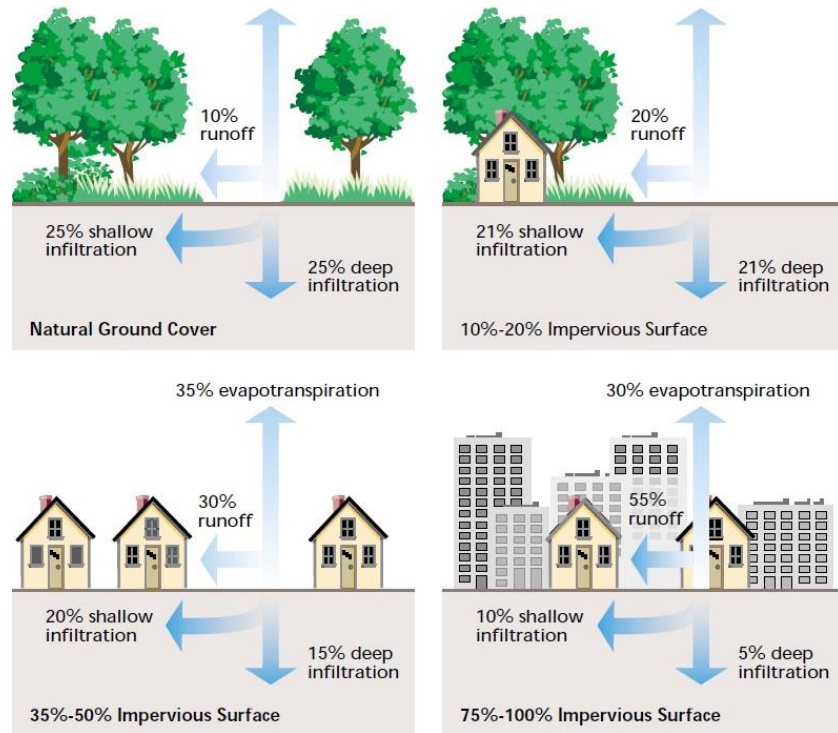 10%
runoff
25% shallow
infiltration
25% deep
infiltration
Natural Ground Cover
20%
runoff
21% shallow
infiltration
21% deep
infiltration
10%-20% Impervious Surface
35% evapotranspiration
30%
runoff
20% shallow
infiltration
15% deep
infiltration
35%-50% Impervious Surface
30% evapotranspiration
55%
runoff
10% shallow
infiltration
5% deep
infiltration
75%-100% Impervious Surface